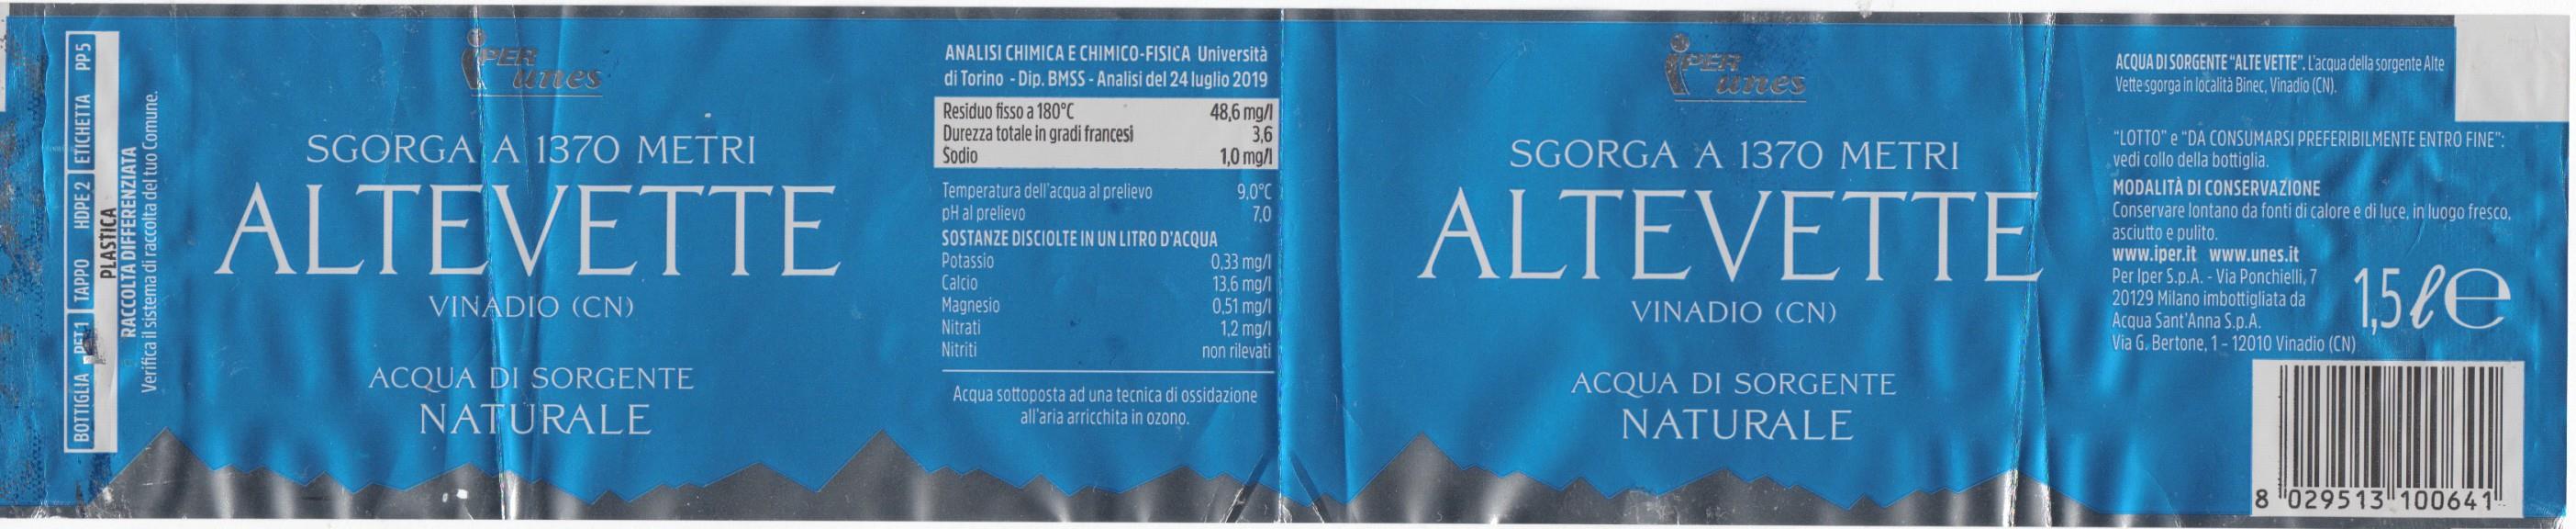 BOTTIGLIA PET 1 TAPPO HDPE 2 ETICHETTA PP 5
PLASTICA
RACCOLTA DIFFERENZIATA
Verifica il sistema di raccolta del tuo Comune.
iPER
unes
SGORGA A 1370 METRI
ALTEVETTE
VINADIO (CN)
ACQUA DI SORGENTE
NATURALE
ANALISI CHIMICA E CHIMICO-FISICA Università
di Torino - Dip. BMSS - Analisi del 24 luglio 2019
Residuo fisso a 180°C 48,6 mg/l
Durezza totale in gradi francesi 3,6
Sodio 1,0 mg/l
Temperatura dell'acqua al prelievo 9,0°C
pH al prelievo 7,0
SOSTANZE DISCIOLTE IN UN LITRO D'ACQUA
Potassio 0,33 mg/l
Calcio 13,6 mg/l
Magnesio 0,51 mg/l
Nitrati 1,2 mg/l
Nitriti non rilevati
Acqua sottoposta ad una tecnica di ossidazione
all'aria arricchita in ozono.
iPER
unes
SGORGA A 1370 METRI
ALTEVETTE
VINADIO (CN)
ACQUA DI SORGENTE
NATURALE
ACQUA DI SORGENTE "ALTE VETTE". L'acqua della sorgente Alte
Vette sgorga in località Binec, Vinadio (CN).
"LOTTO" e "DA CONSUMARSI PREFERIBILMENTE ENTRO FINE":
vedi collo della bottiglia.
MODALITÀ DI CONSERVAZIONE
Conservare lontano da fonti di calore e di luce, in luogo fresco,
asciutto e pulito.
www.iper.it www.unes.it
Per Iper S.p.A. - Via Ponchielli, 7
20129 Milano imbottigliata da
Acqua Sant'Anna S.p.A.
Via G. Bertone, 1 - 12010 Vinadio (CN)
1,5 ℓ e
8 029513 100641